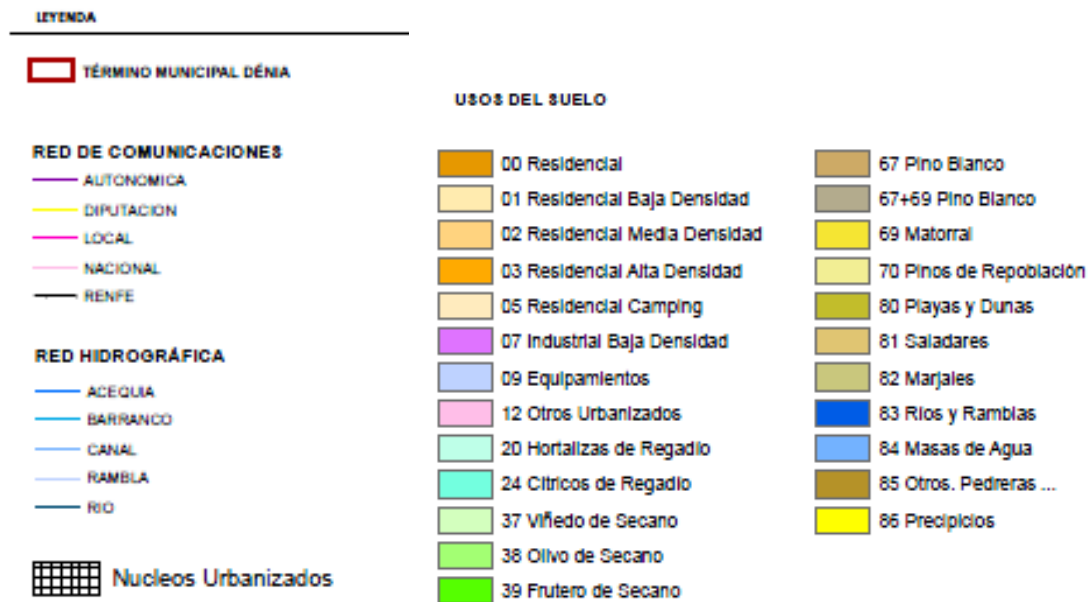 LEYENDA
TÉRMINO MUNICIPAL DÉNIA
RED DE COMUNICACIONES
AUTONOMICA
DIPUTACION
LOCAL
NACIONAL
RENFE
RED HIDROGRÁFICA
ACEQUIA
BARRANCO
CANAL
RAMBLA
RIO
Nucleos Urbanizados
USOS DEL SUELO
00 Residencial
01 Residencial Baja Densidad
02 Residencial Media Densidad
03 Residencial Alta Densidad
05 Residencial Camping
07 Industrial Baja Densidad
09 Equipamientos
12 Otros Urbanizados
20 Hortalizas de Regadio
24 Citricos de Regadio
37 Viñedo de Secano
38 Olivo de Secano
39 Frutero de Secano
67 Pino Blanco
67+69 Pino Blanco
69 Matorral
70 Pinos de Repoblación
80 Playas y Dunas
81 Saladares
82 Marjales
83 Rios y Ramblas
84 Masas de Agua
85 Otros. Pedreras ...
86 Precipicios